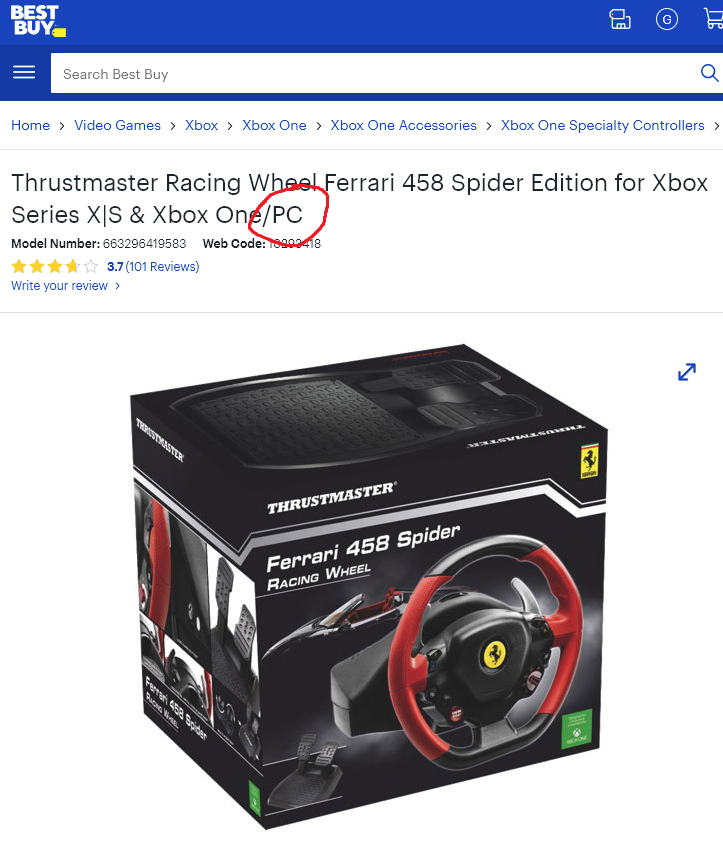 BEST
BUY
G
Search Best Buy
Home > Video Games > Xbox > Xbox One > Xbox One Accessories > Xbox One Specialty Controllers >
Thrustmaster Racing Wheel Ferrari 458 Spider Edition for Xbox
Series X|S & Xbox One/PC
Model Number: 663296419583 Web Code: 10293418
3.7 (101 Reviews)
Write your review >
THRUSTMASTER
THRUSTMASTER
THRUSTMASTER®
Ferrari 458 Spider
RACING WHEEL
Ferrari 458 Spider
RACING WHEEL
XBOX ONE